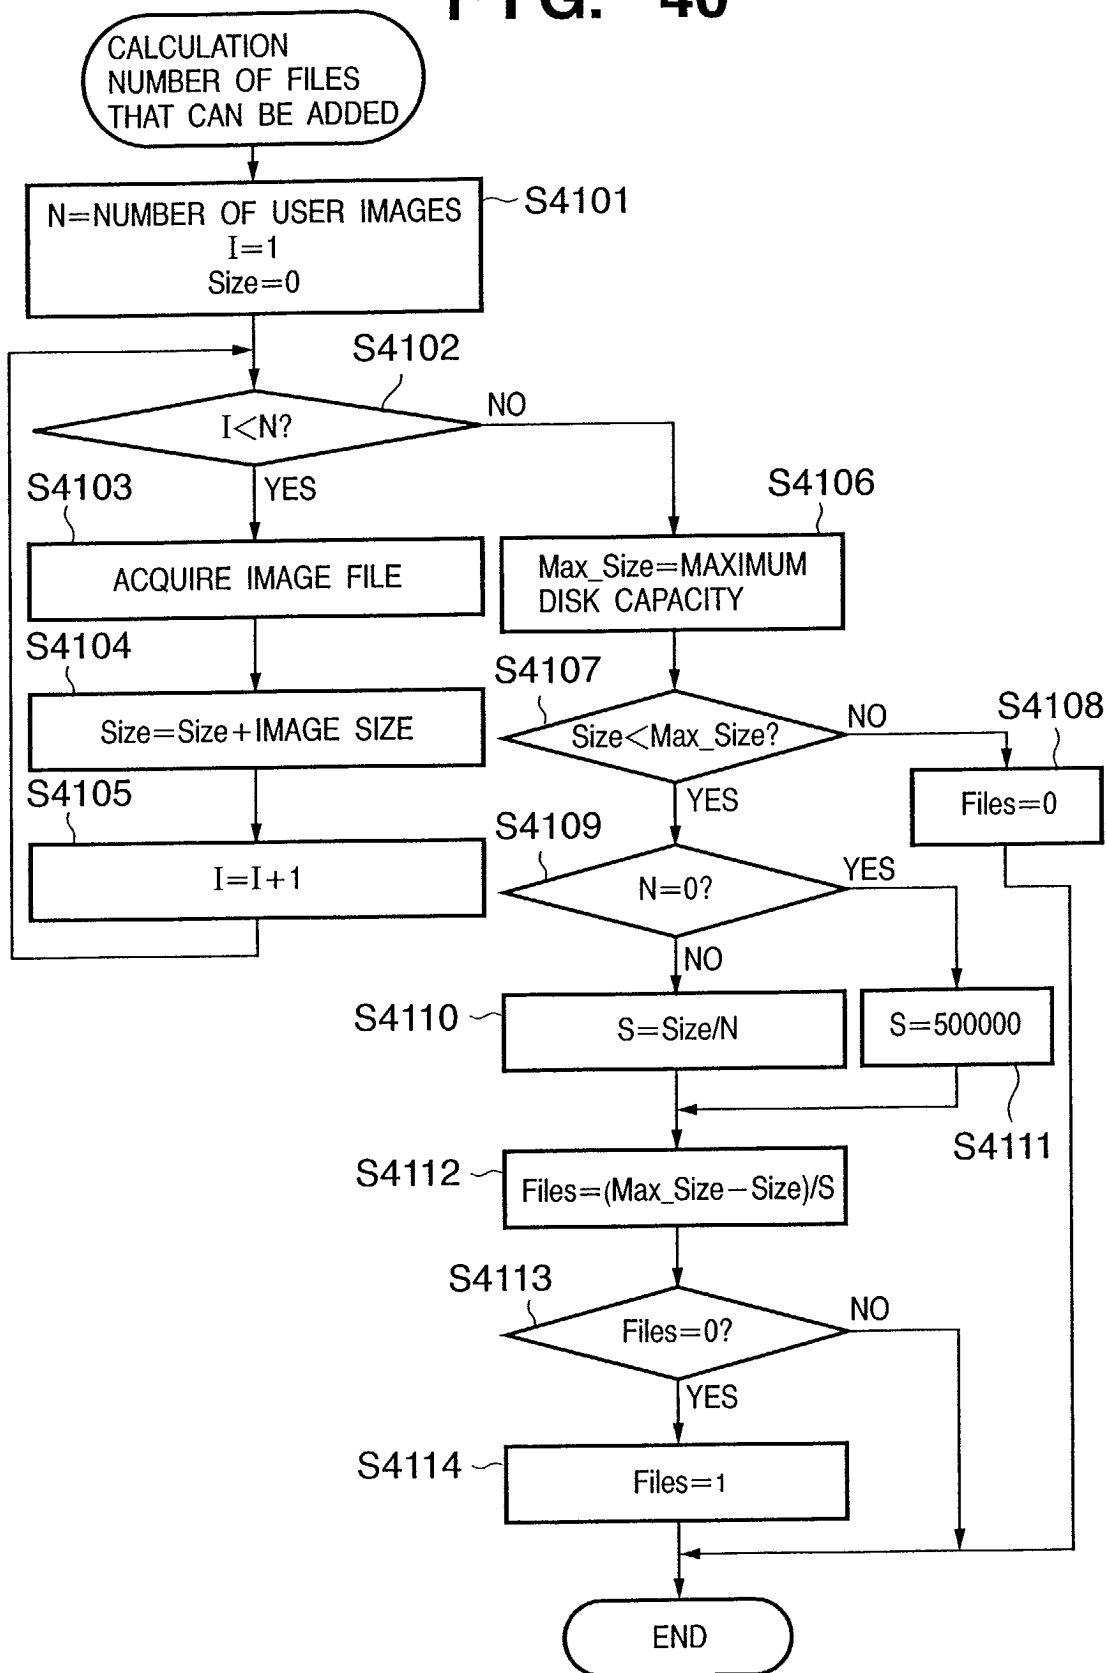 FIG. 40
CALCULATION
NUMBER OF FILES
THAT CAN BE ADDED
N=NUMBER OF USER IMAGES
I=1
Size=0
S4101
S4102
I<N?
NO
YES
S4103
ACQUIRE IMAGE FILE
S4104
Size=Size+IMAGE SIZE
S4105
I=I+1
S4106
Max_Size=MAXIMUM
DISK CAPACITY
S4107
Size<Max_Size?
NO
YES
S4108
Files=0
S4109
N=0?
YES
NO
S4110
S=Size/N
S=500000
S4111
S4112
Files=(Max_Size-Size)/S
S4113
Files=0?
NO
YES
S4114
Files=1
END